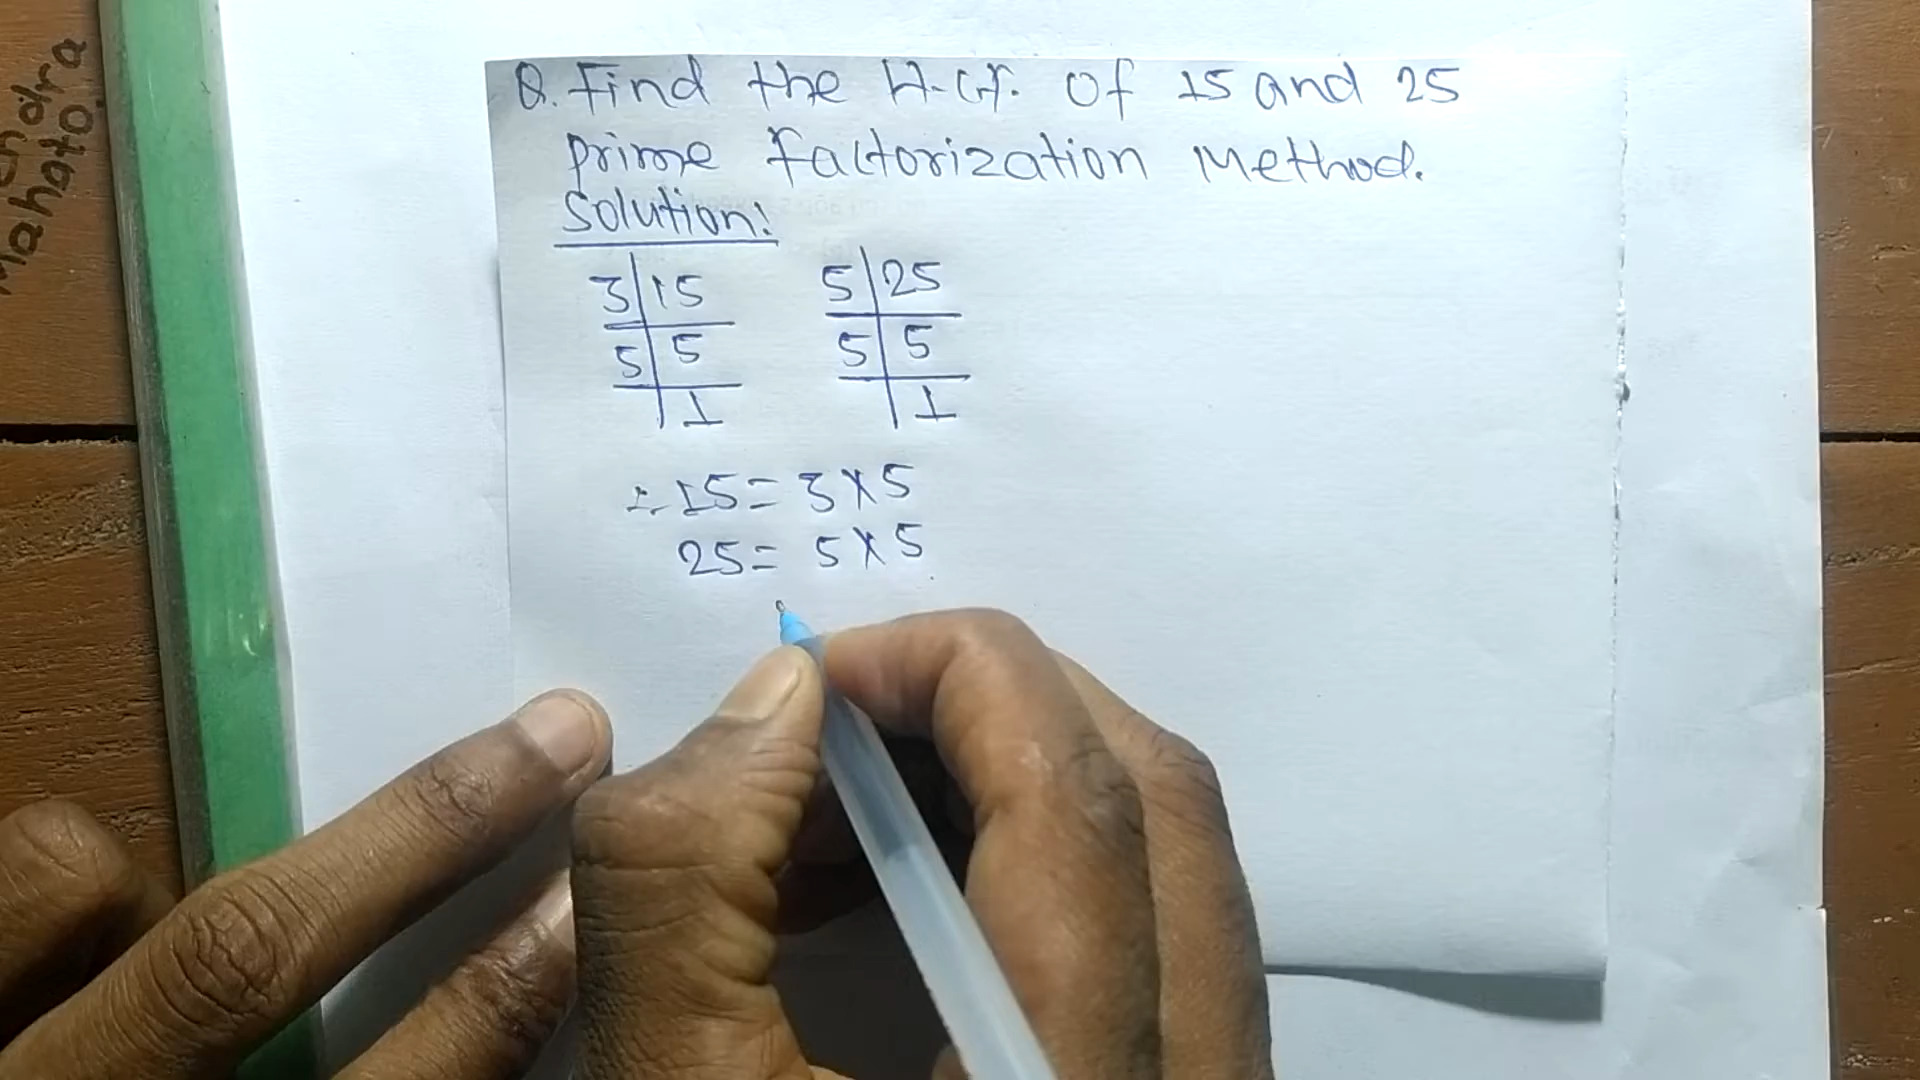 Q. Find the H.C.F. of 15 and 25
prime factorization Method.
Solution:
3 | 15
5 | 5
1
5 | 25
5 | 5
1
∴ 15 = 3 × 5
25 = 5 × 5
Mahato.